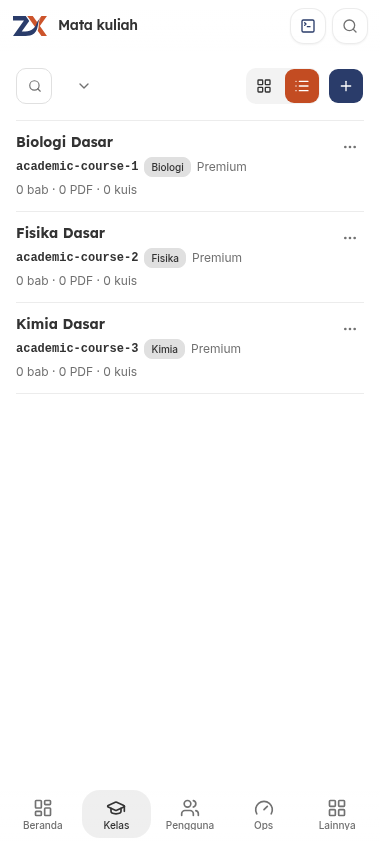 ZX Mata kuliah
Biologi Dasar
academic-course-1 Biologi Premium
0 bab · 0 PDF · 0 kuis
Fisika Dasar
academic-course-2 Fisika Premium
0 bab · 0 PDF · 0 kuis
Kimia Dasar
academic-course-3 Kimia Premium
0 bab · 0 PDF · 0 kuis
Beranda Kelas Pengguna Ops Lainnya